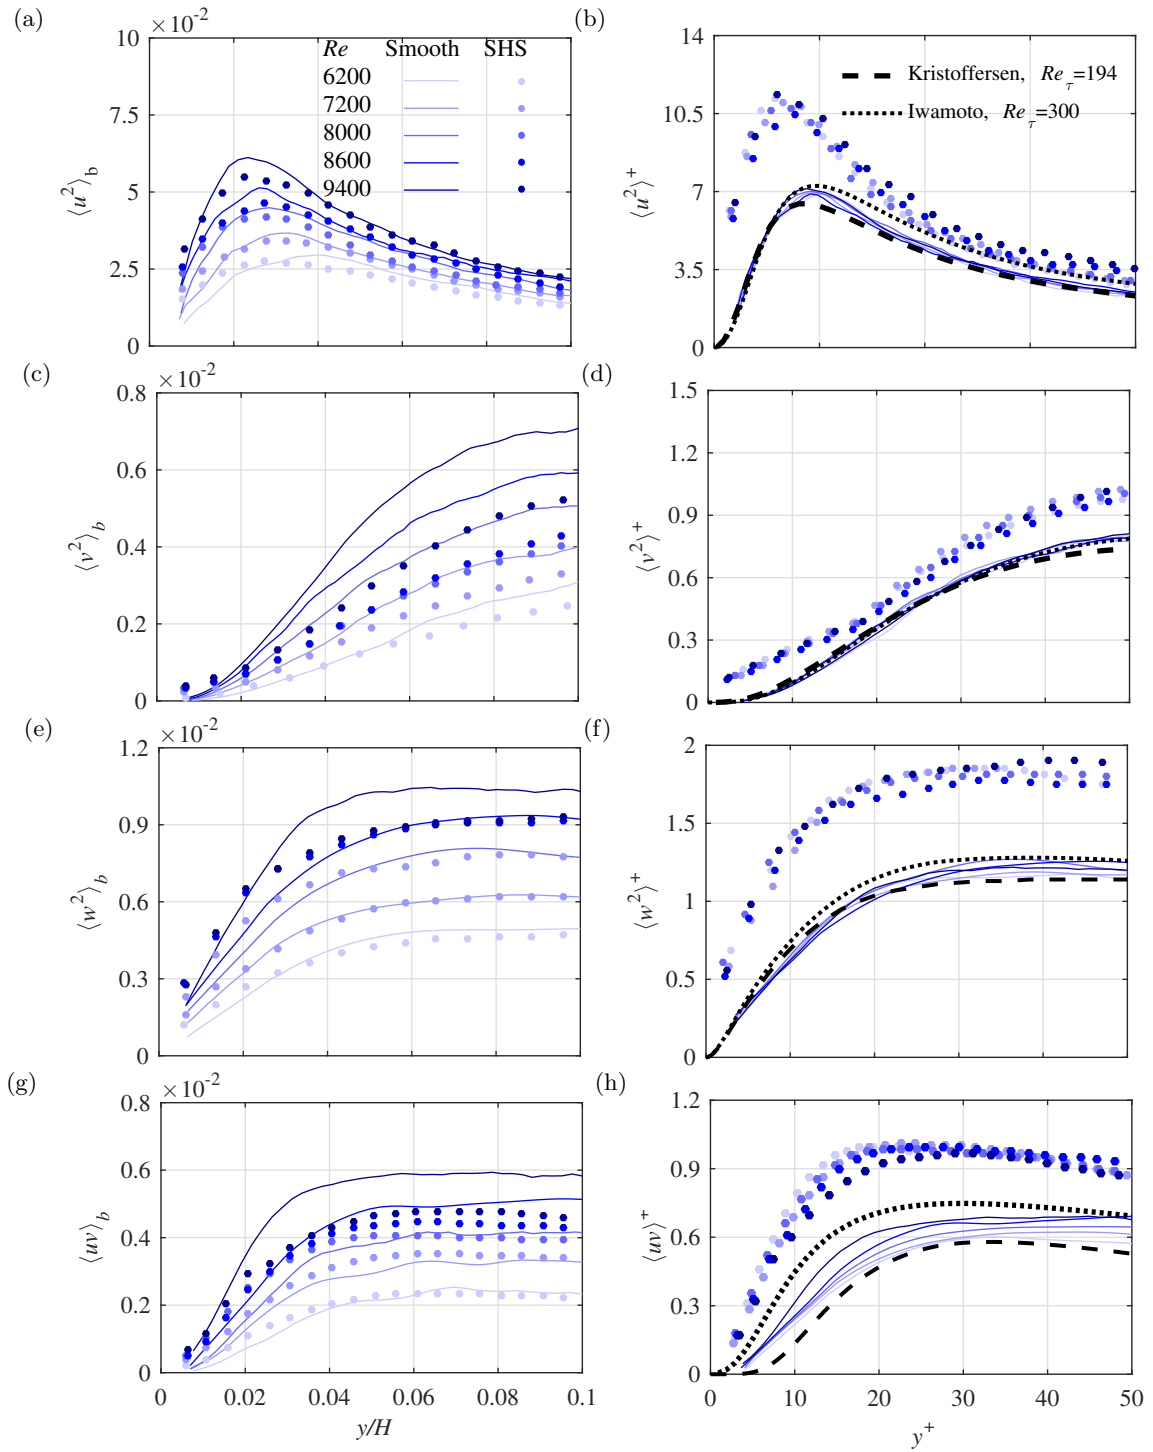 (a)
×10⁻²
10
7.5
5
2.5
0
⟨u²⟩_b
Re Smooth SHS
6200
7200
8000
8600
9400
(b)
14
10.5
7
3.5
0
⟨u²⟩⁺
Kristoffersen, Re_τ=194
Iwamoto, Re_τ=300
(c)
×10⁻²
0.8
0.6
0.4
0.2
0
⟨v²⟩_b
(d)
1.5
1.2
0.9
0.6
0.3
0
⟨v²⟩⁺
(e)
×10⁻²
1.2
0.9
0.6
0.3
0
⟨w²⟩_b
(f)
2
1.5
1
0.5
0
⟨w²⟩⁺
(g)
×10⁻²
0.8
0.6
0.4
0.2
0
⟨uv⟩_b
0 0.02 0.04 0.06 0.08 0.1
y/H
(h)
1.2
0.9
0.6
0.3
0
⟨uv⟩⁺
0 10 20 30 40 50
y⁺